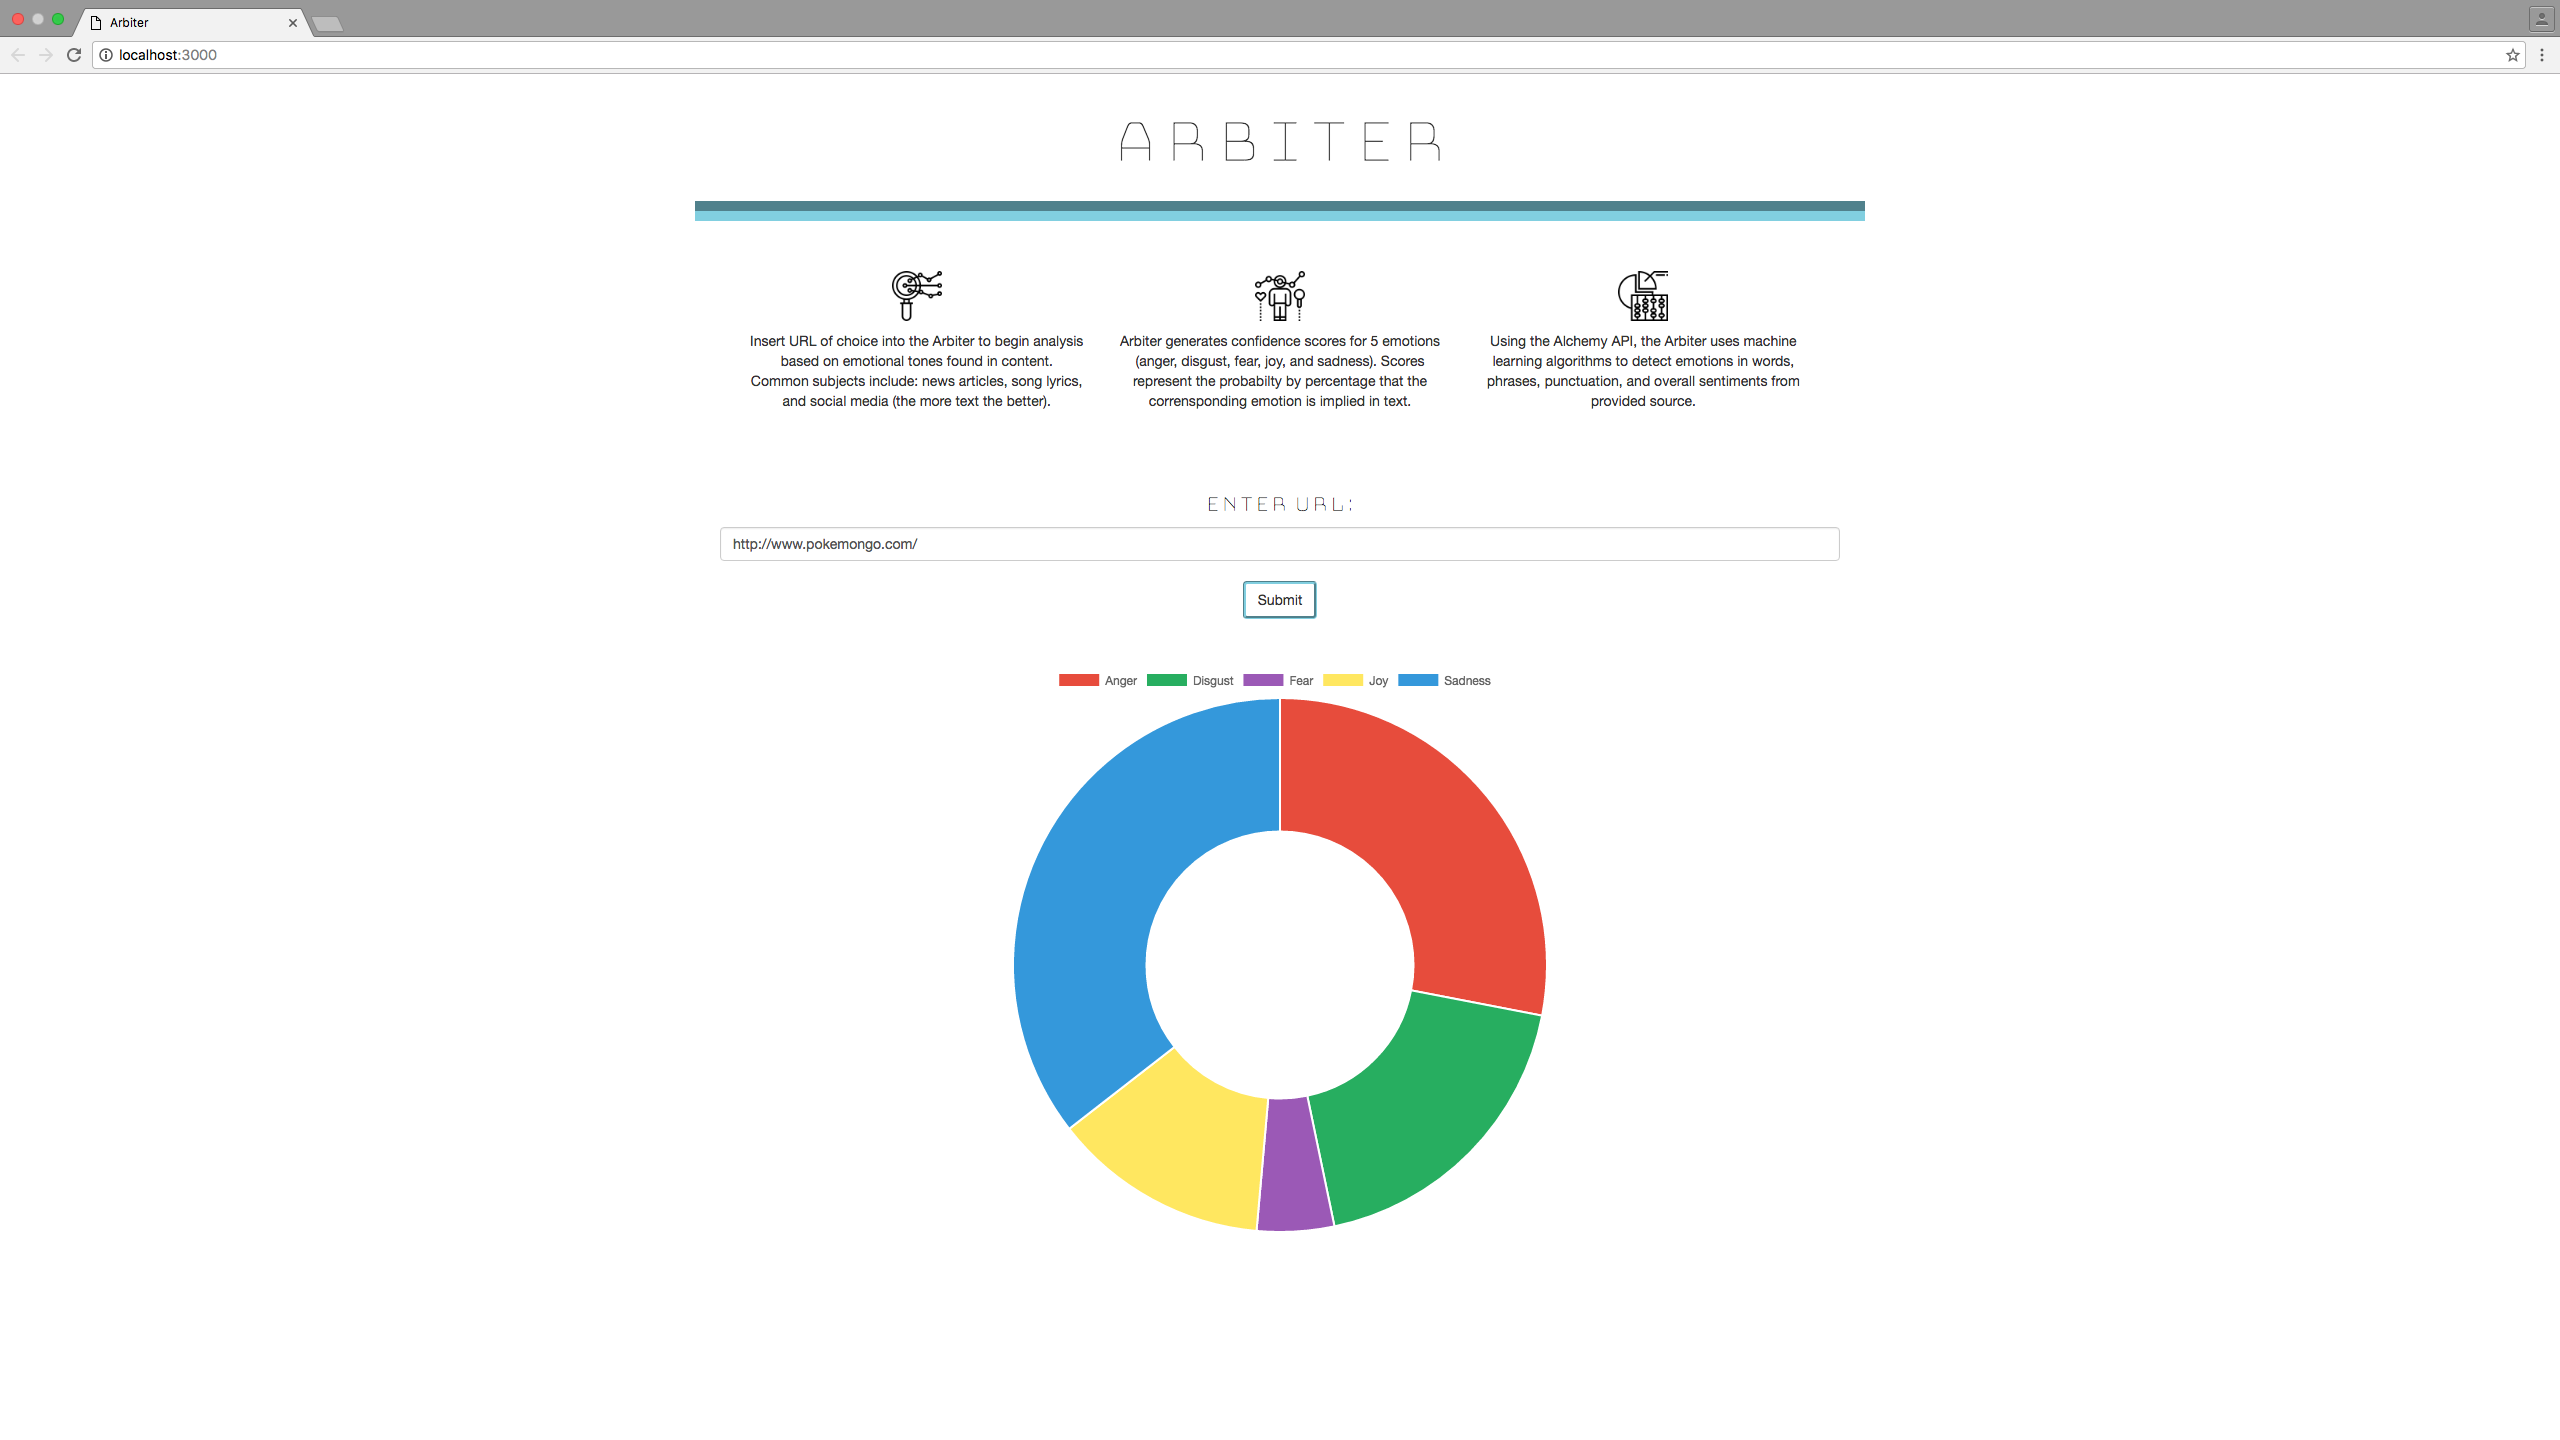 Arbiter
localhost:3000
ARBITER
Insert URL of choice into the Arbiter to begin analysis
based on emotional tones found in content.
Common subjects include: news articles, song lyrics,
and social media (the more text the better).
Arbiter generates confidence scores for 5 emotions
(anger, disgust, fear, joy, and sadness). Scores
represent the probabilty by percentage that the
corrensponding emotion is implied in text.
Using the Alchemy API, the Arbiter uses machine
learning algorithms to detect emotions in words,
phrases, punctuation, and overall sentiments from
provided source.
ENTER URL:
http://www.pokemongo.com/
Submit
Anger Disgust Fear Joy Sadness